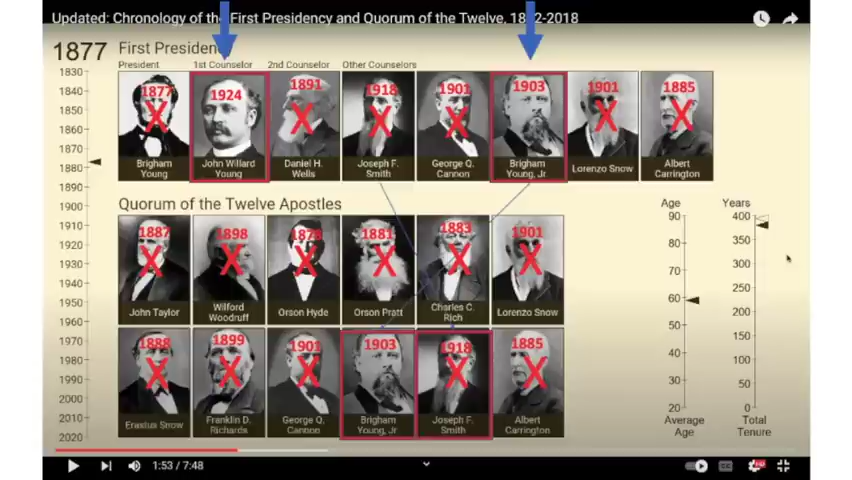 Updated: Chronology of the First Presidency and Quorum of the Twelve, 1832-2018
1877
First Presidency
President
1st Counselor
2nd Counselor
Other Counselors
1877
1924
1891
1918
1901
1903
1901
1885
Brigham Young
John Willard Young
Daniel H. Wells
Joseph F. Smith
George Q. Cannon
Brigham Young, Jr
Lorenzo Snow
Albert Carrington
1830
1840
1850
1860
1870
1880
1890
1900
1910
1920
1930
1940
1950
1960
1970
1980
1990
2000
2010
2020
Quorum of the Twelve Apostles
1887
1898
1878
1881
1883
1901
John Taylor
Wilford Woodruff
Orson Hyde
Orson Pratt
Charles C. Rich
Lorenzo Snow
1888
1899
1901
1903
1918
1885
Erastus Snow
Franklin D. Richards
George Q. Cannon
Brigham Young, Jr
Joseph F. Smith
Albert Carrington
Age
90
80
70
60
50
40
30
20
Average Age
Years
400
350
300
250
200
150
100
50
0
Total Tenure
1:53 / 7:48